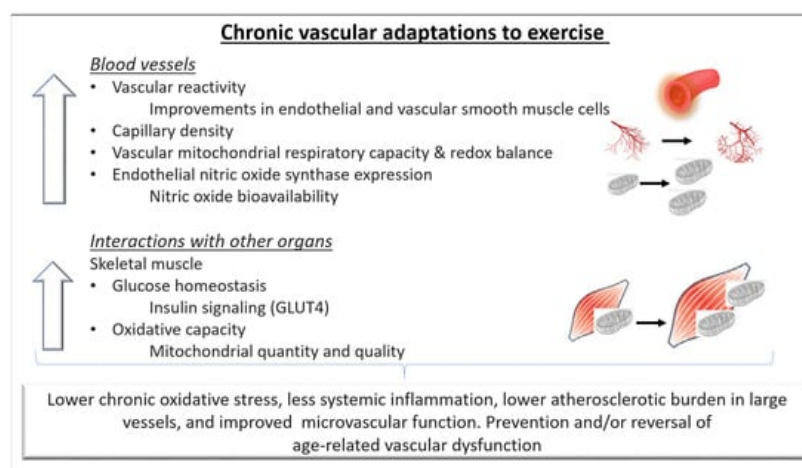 Chronic vascular adaptations to exercise
Blood vessels
• Vascular reactivity
Improvements in endothelial and vascular smooth muscle cells
• Capillary density
• Vascular mitochondrial respiratory capacity & redox balance
• Endothelial nitric oxide synthase expression
Nitric oxide bioavailability
Interactions with other organs
Skeletal muscle
• Glucose homeostasis
Insulin signaling (GLUT4)
• Oxidative capacity
Mitochondrial quantity and quality
Lower chronic oxidative stress, less systemic inflammation, lower atherosclerotic burden in large
vessels, and improved microvascular function. Prevention and/or reversal of
age-related vascular dysfunction